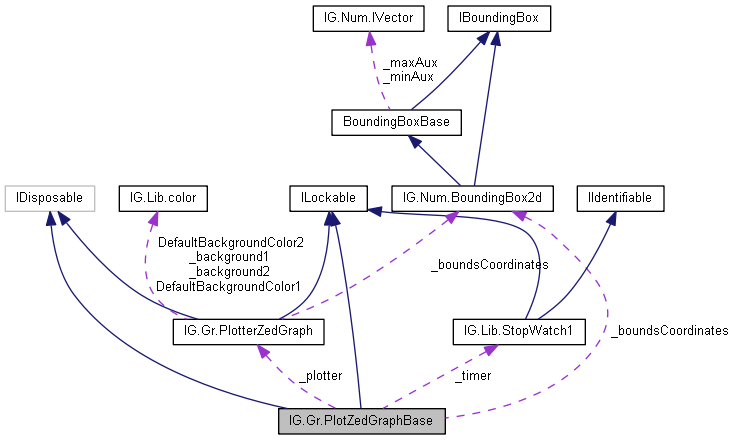 IG.Num.IVector
IBoundingBox
_maxAux
_minAux
BoundingBoxBase
IDisposable
IG.Lib.color
ILockable
IG.Num.BoundingBox2d
IIdentifiable
DefaultBackgroundColor2
_background1
_background2
DefaultBackgroundColor1
_boundsCoordinates
IG.Gr.PlotterZedGraph
IG.Lib.StopWatch1
_boundsCoordinates
_plotter
_timer
IG.Gr.PlotZedGraphBase